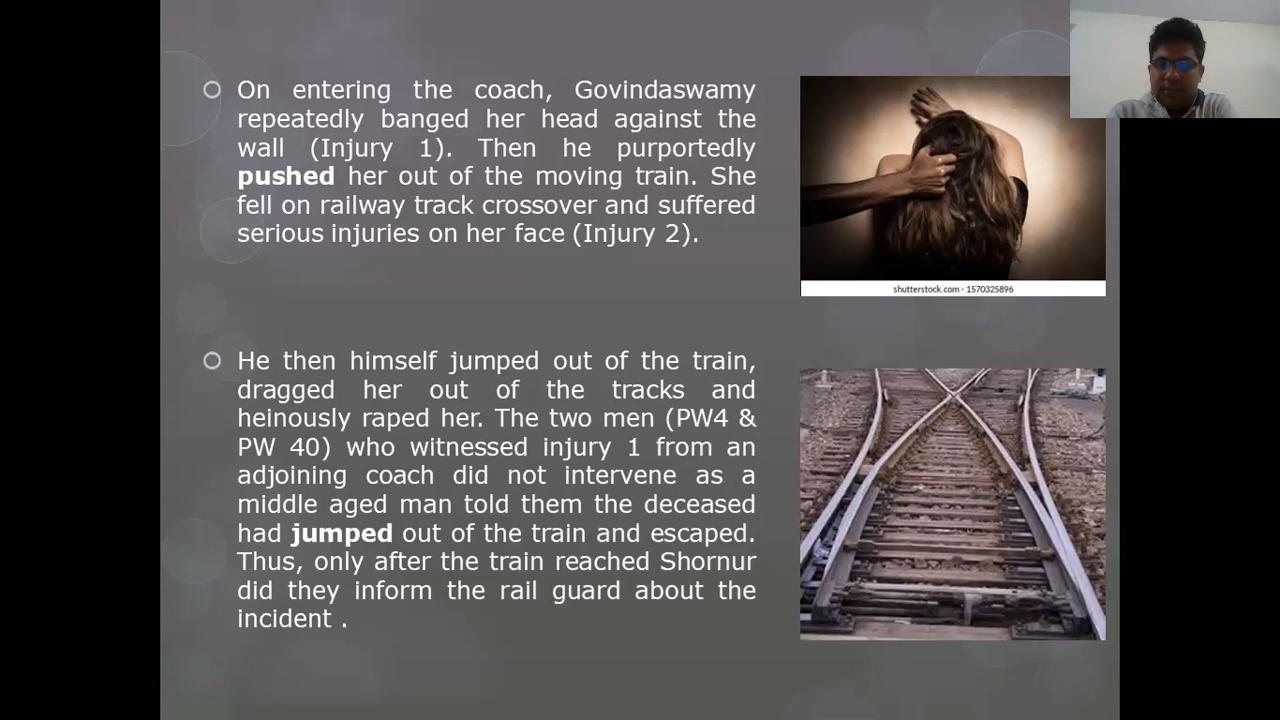 On entering the coach, Govindaswamy
repeatedly banged her head against the
wall (Injury 1). Then he purportedly
pushed her out of the moving train. She
fell on railway track crossover and suffered
serious injuries on her face (Injury 2).
shutterstock.com · 1570325896
He then himself jumped out of the train,
dragged her out of the tracks and
heinously raped her. The two men (PW4 &
PW 40) who witnessed injury 1 from an
adjoining coach did not intervene as a
middle aged man told them the deceased
had jumped out of the train and escaped.
Thus, only after the train reached Shornur
did they inform the rail guard about the
incident .